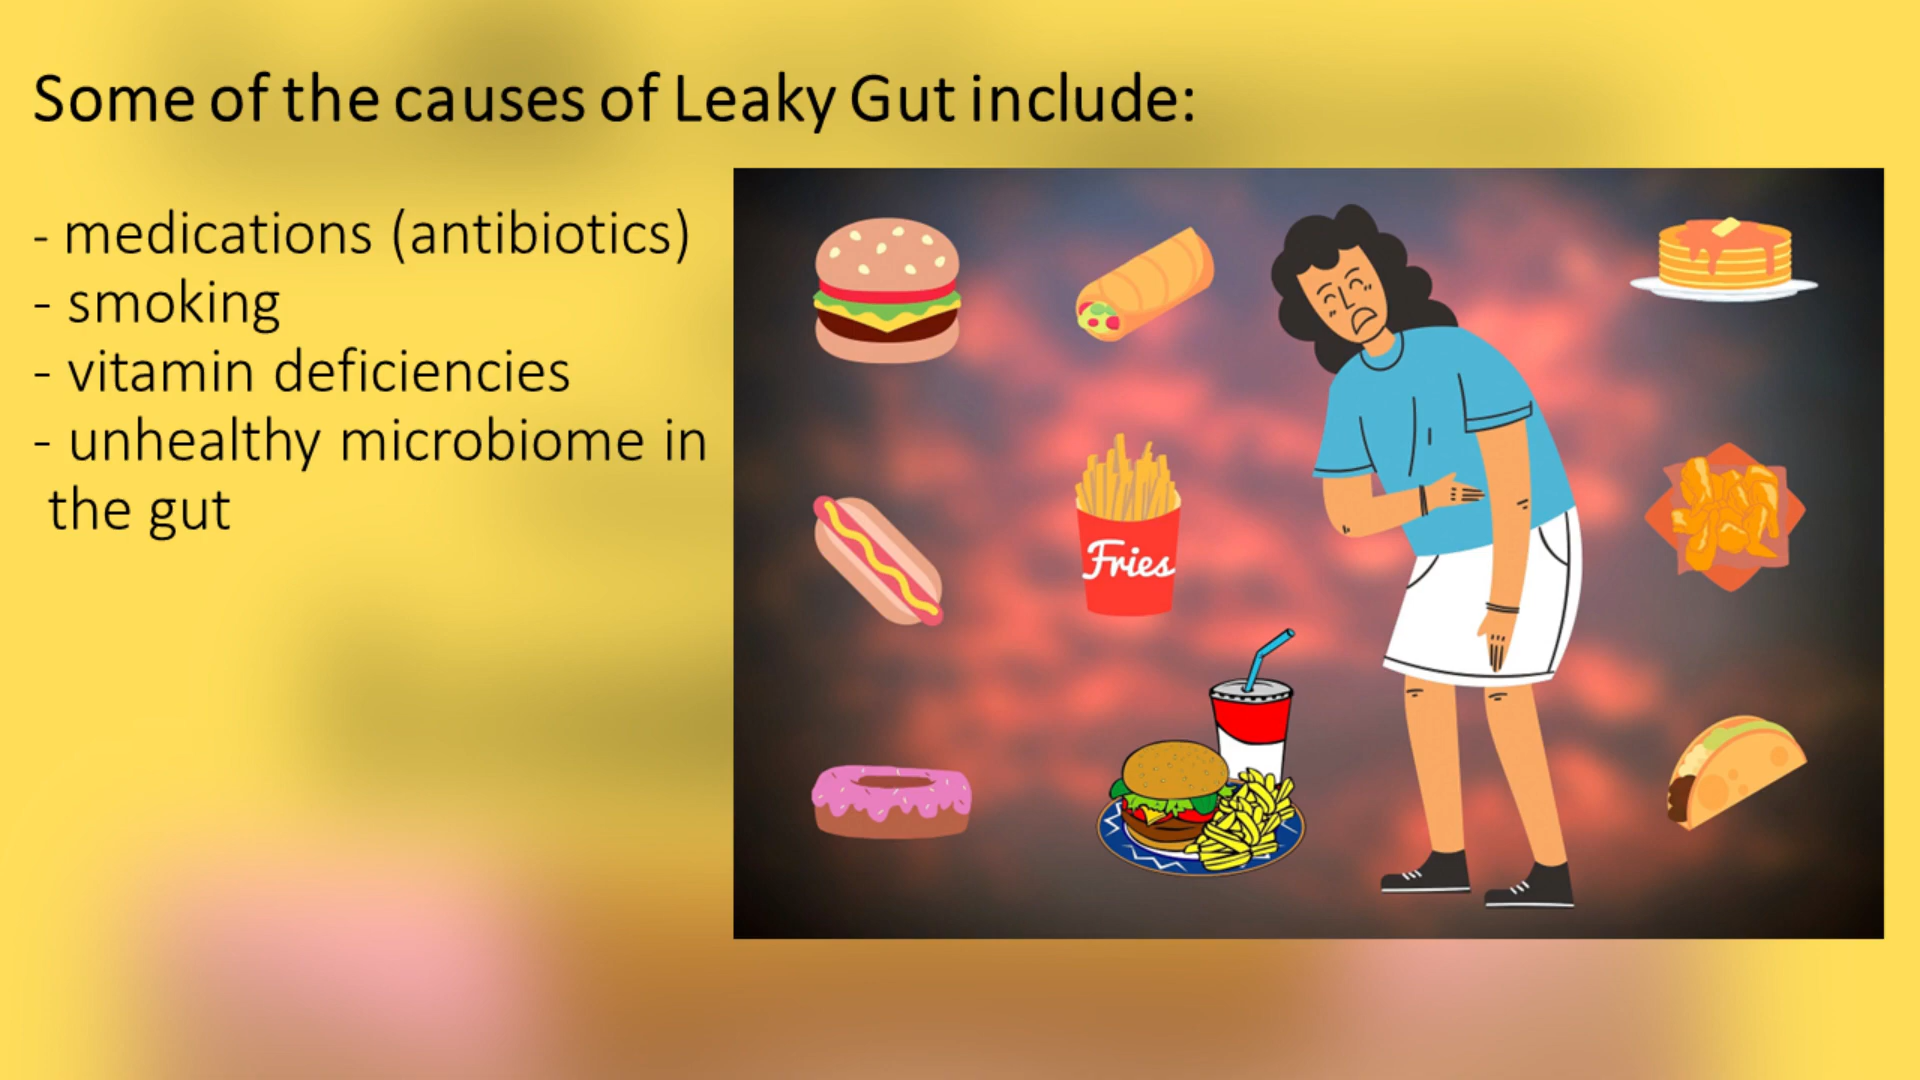 Some of the causes of Leaky Gut include:
- medications (antibiotics)
- smoking
- vitamin deficiencies
- unhealthy microbiome in
the gut
Fries